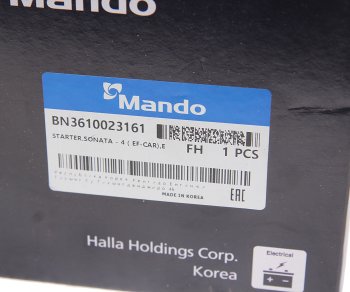 Mando
Mando
BN3610023161
STARTER,SONATA - 4 ( EF-CAR),E
FH 1 PCS
MADE IN KOREA
EAC
Halla Holdings Corp.
Korea
Electrical